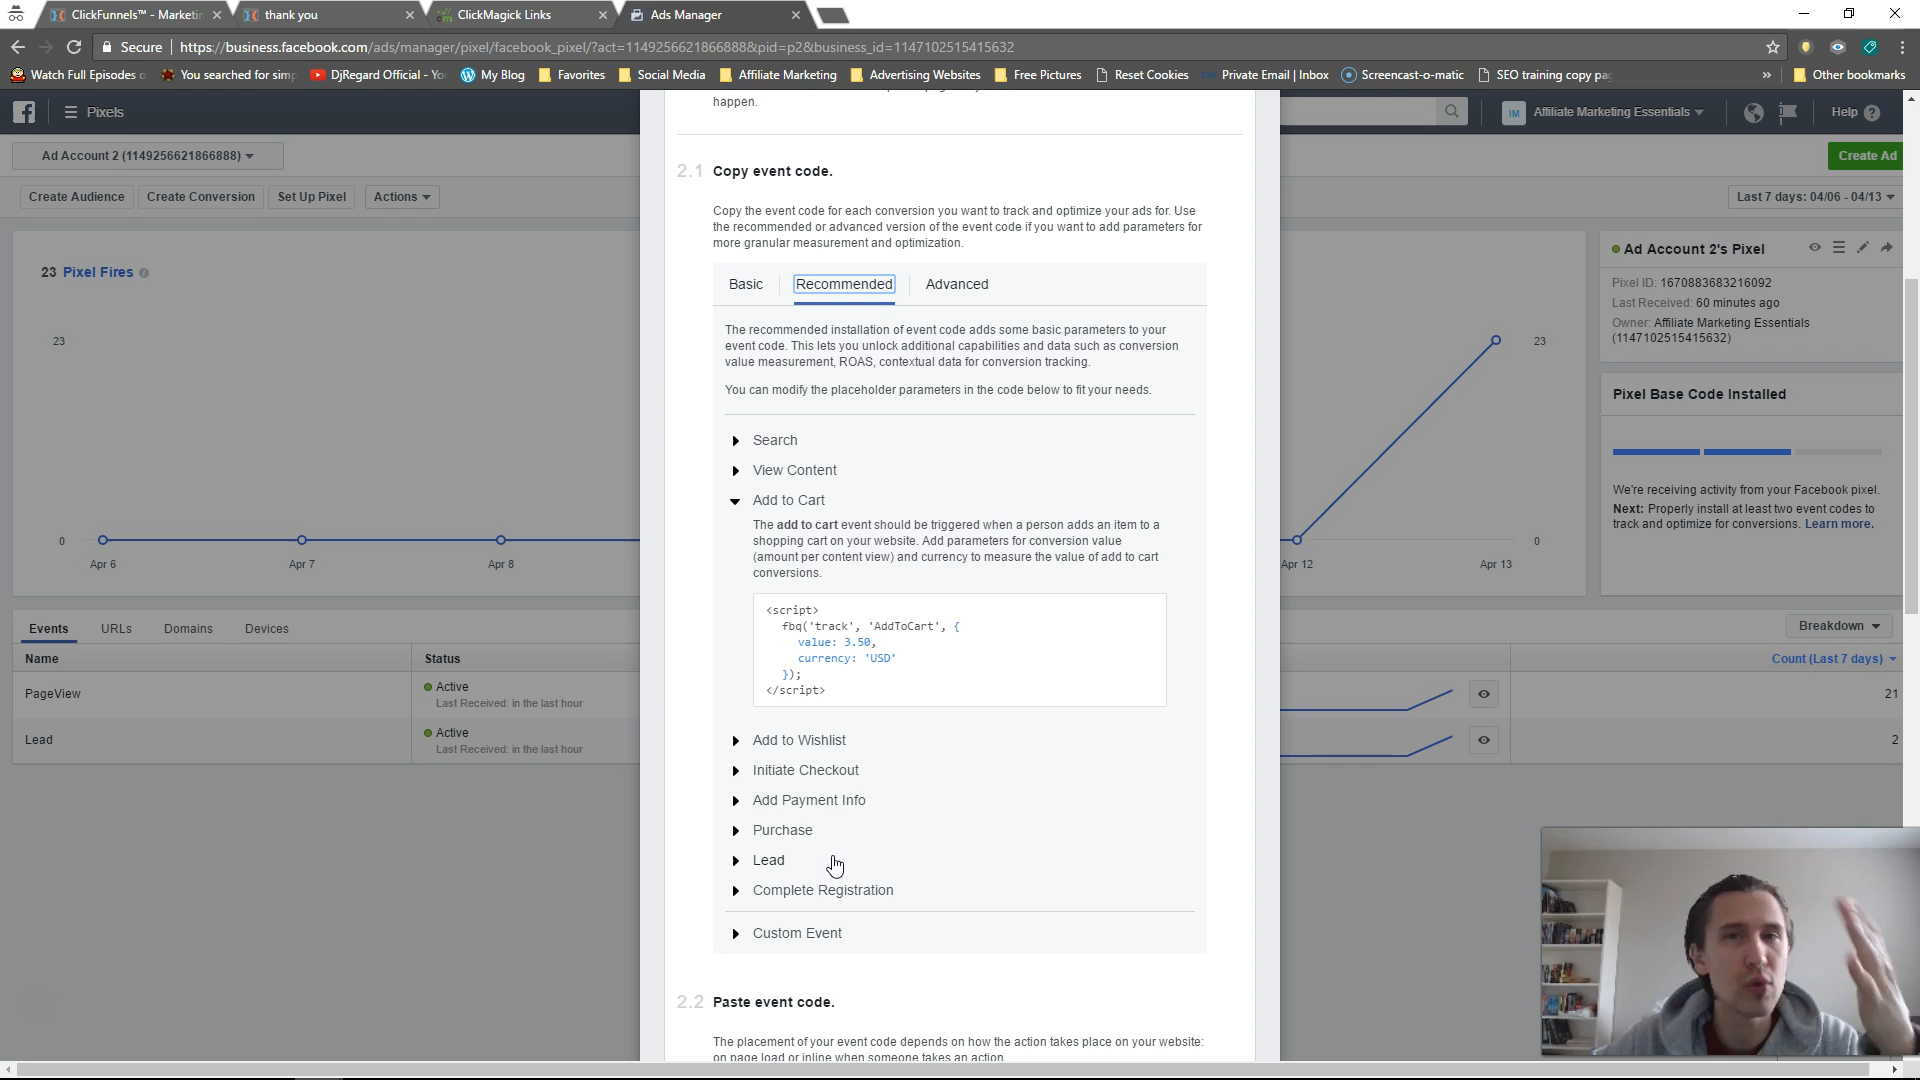 ClickFunnels™ - Marketin
thank you
ClickMagick Links
Ads Manager
Secure
https://business.facebook.com/ads/manager/pixel/facebook_pixel/?act=1149256621866888&pid=p2&business_id=1147102515415632
Watch Full Episodes o
You searched for simp
DjRegard Official - Yo
My Blog
Favorites
Social Media
Affiliate Marketing
Advertising Websites
Free Pictures
Reset Cookies
Private Email | Inbox
Screencast-o-matic
SEO training copy pag
»
Other bookmarks
Pixels
IM
Affiliate Marketing Essentials
Help
Ad Account 2 (1149256621866888)
Create Ad
Create Audience
Create Conversion
Set Up Pixel
Actions
Last 7 days: 04/06 - 04/13
23 Pixel Fires
23
0
Apr 6
Apr 7
Apr 8
Apr 12
Apr 13
23
0
Ad Account 2's Pixel
Pixel ID: 1670883683216092
Last Received: 60 minutes ago
Owner: Affiliate Marketing Essentials
(1147102515415632)
Pixel Base Code Installed
We're receiving activity from your Facebook pixel.
Next: Properly install at least two event codes to
track and optimize for conversions. Learn more.
Events
URLs
Domains
Devices
Breakdown
Name
Status
Count (Last 7 days)
PageView
Active
Last Received: in the last hour
21
Lead
Active
Last Received: in the last hour
2
happen.
2.1 Copy event code.
Copy the event code for each conversion you want to track and optimize your ads for. Use
the recommended or advanced version of the event code if you want to add parameters for
more granular measurement and optimization.
Basic
Recommended
Advanced
The recommended installation of event code adds some basic parameters to your
event code. This lets you unlock additional capabilities and data such as conversion
value measurement, ROAS, contextual data for conversion tracking.
You can modify the placeholder parameters in the code below to fit your needs.
Search
View Content
Add to Cart
The add to cart event should be triggered when a person adds an item to a
shopping cart on your website. Add parameters for conversion value
(amount per content view) and currency to measure the value of add to cart
conversions.
<script>
fbq('track', 'AddToCart', {
value: 3.50,
currency: 'USD'
});
</script>
Add to Wishlist
Initiate Checkout
Add Payment Info
Purchase
Lead
Complete Registration
Custom Event
2.2 Paste event code.
The placement of your event code depends on how the action takes place on your website:
on page load or inline when someone takes an action